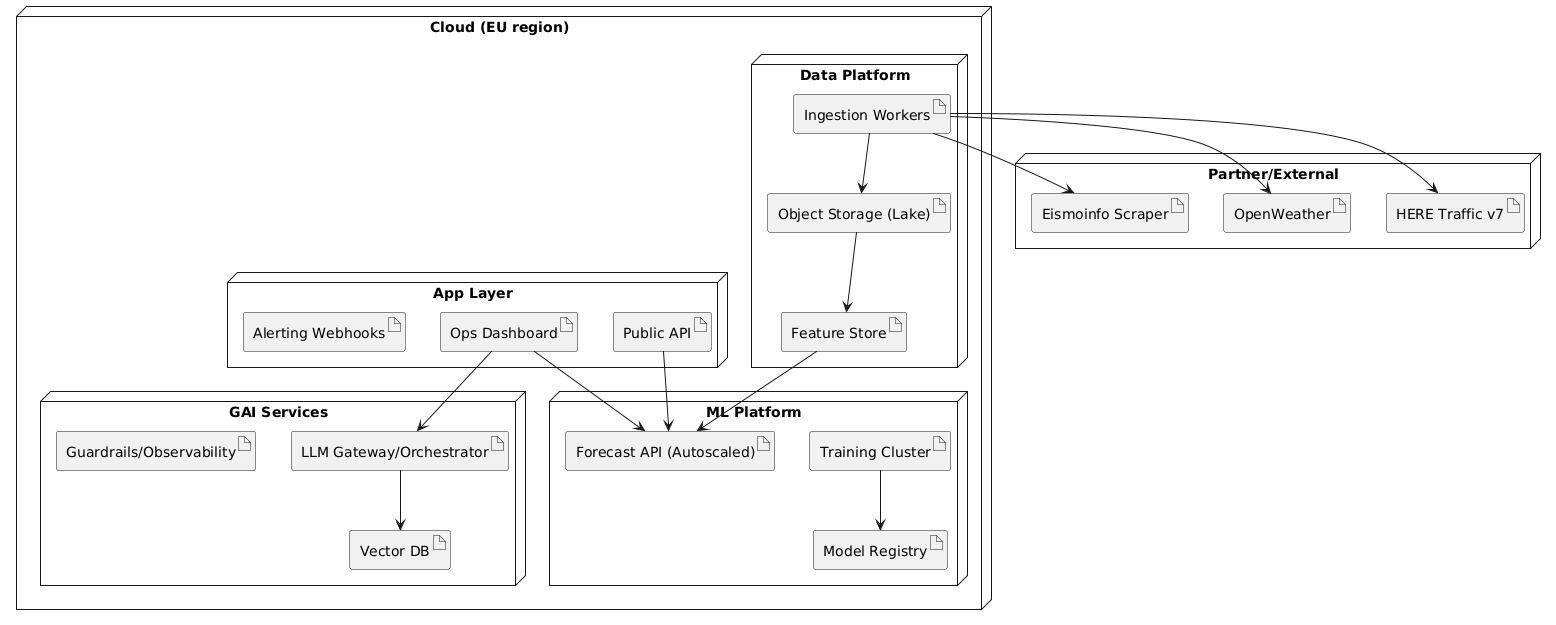 Cloud (EU region)
Data Platform
Ingestion Workers
Partner/External
Object Storage (Lake)
Eismoinfo Scraper
OpenWeather
HERE Traffic v7
App Layer
Alerting Webhooks
Ops Dashboard
Public API
Feature Store
GAI Services
ML Platform
Guardrails/Observability
LLM Gateway/Orchestrator
Forecast API (Autoscaled)
Training Cluster
Vector DB
Model Registry